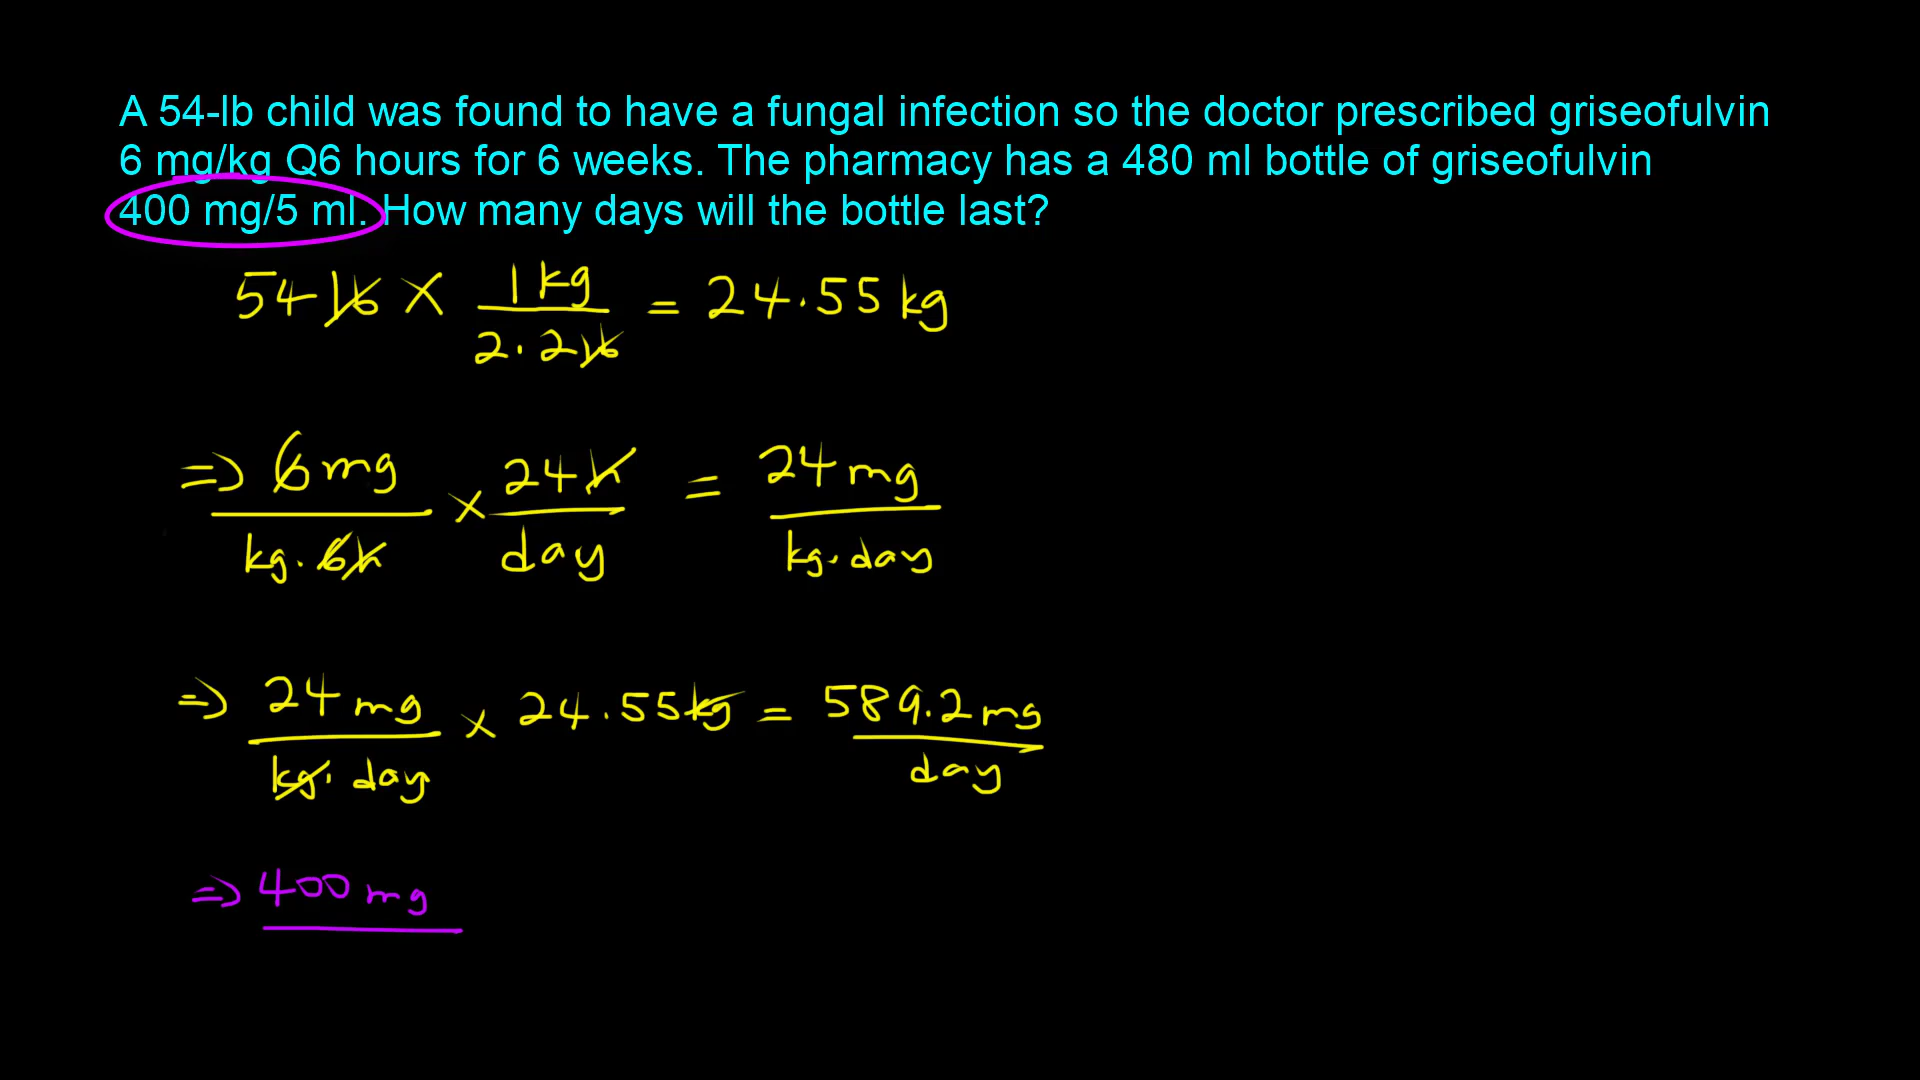 A 54-lb child was found to have a fungal infection so the doctor prescribed griseofulvin
6 mg/kg Q6 hours for 6 weeks. The pharmacy has a 480 ml bottle of griseofulvin
400 mg/5 ml. How many days will the bottle last?
54 lb × 1 kg / 2.2 lb = 24.55 kg
⇒ 6 mg / kg · 6h × 24 h / day = 24 mg / kg · day
⇒ 24 mg / kg · day × 24.55 kg = 589.2 mg / day
⇒ 400 mg